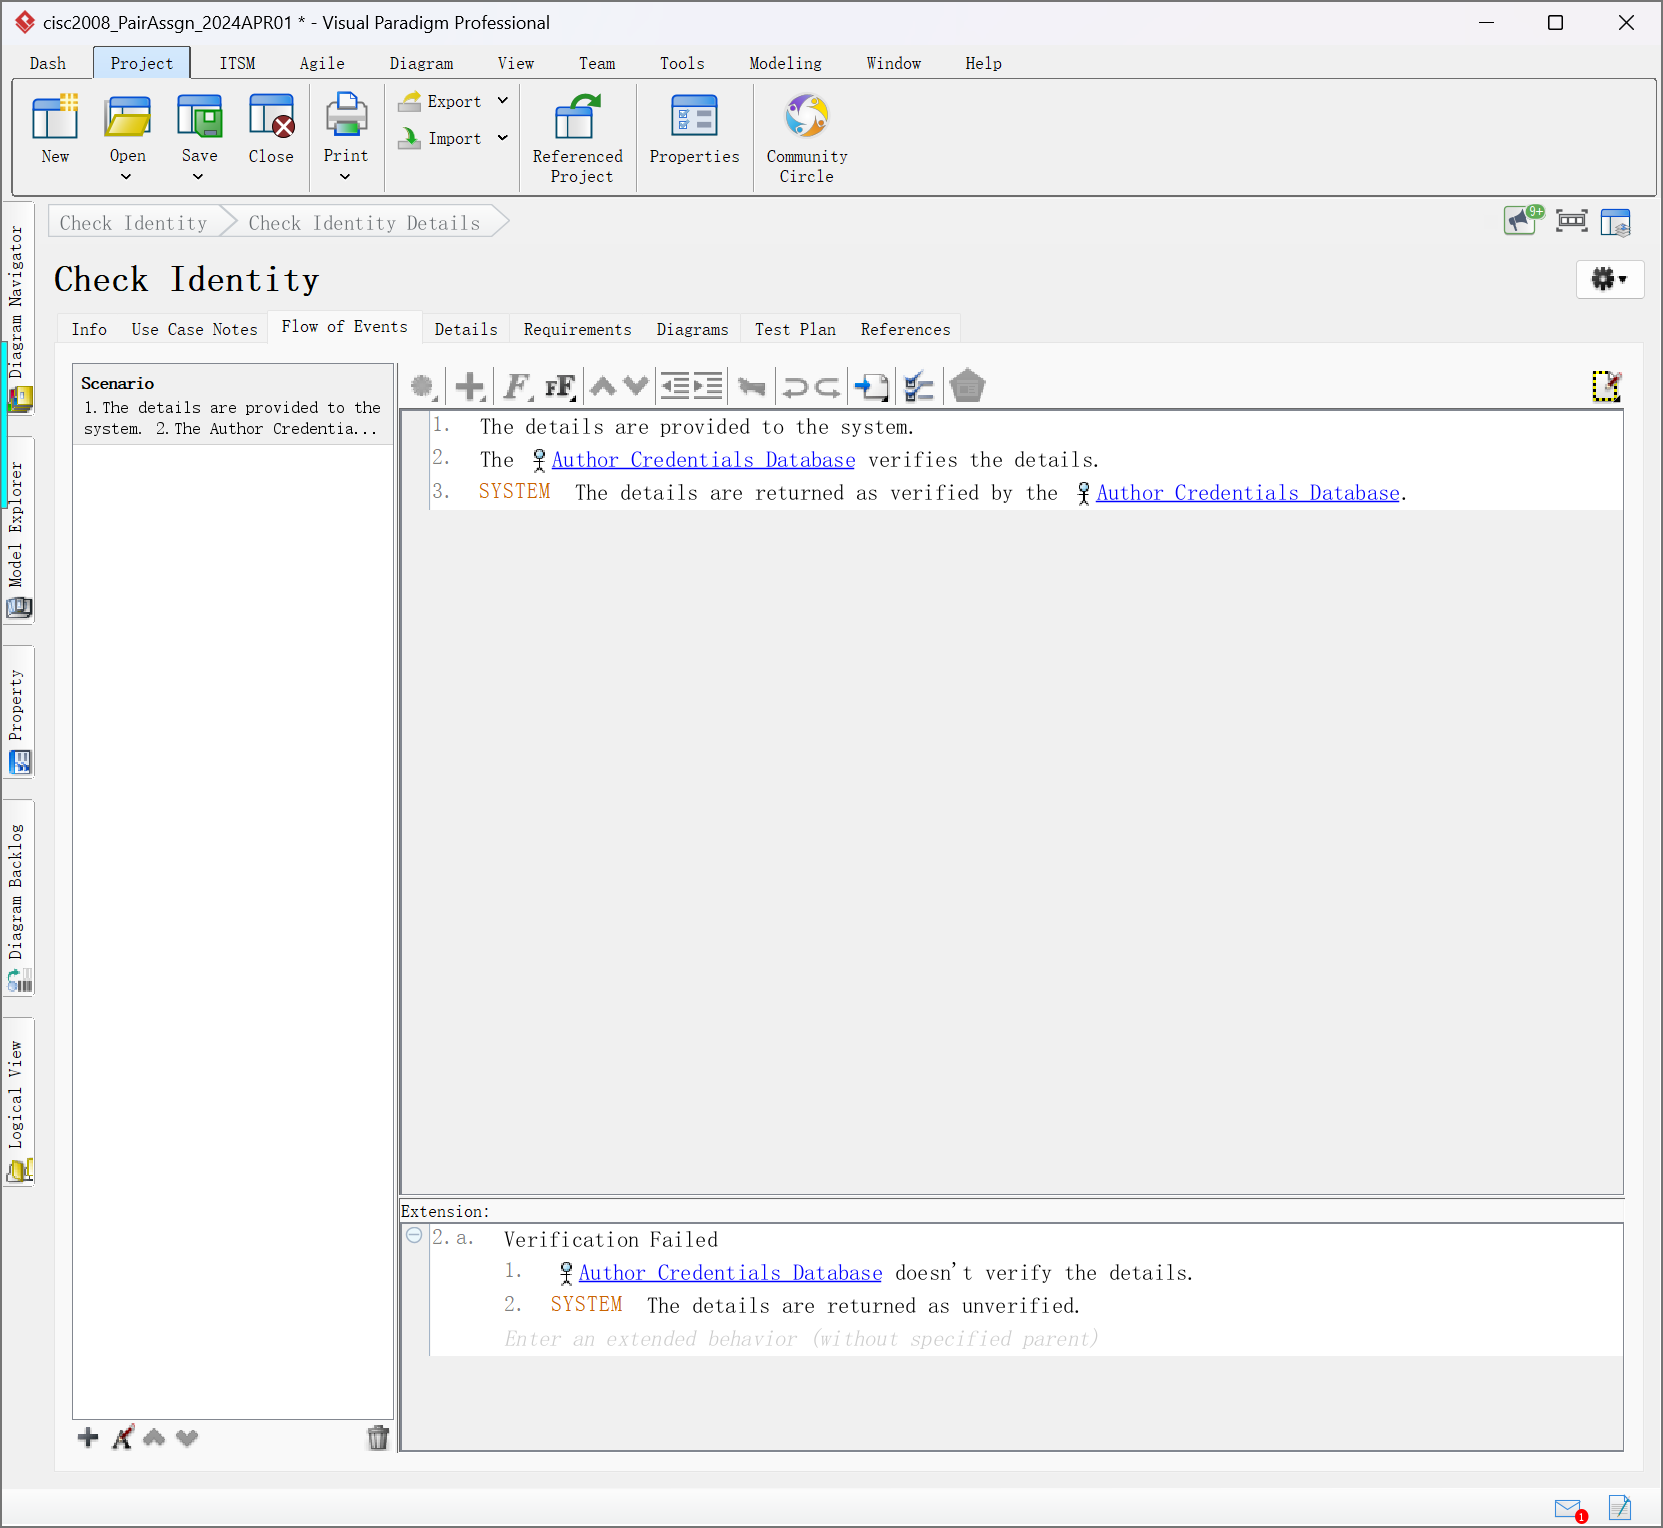 cisc2008_PairAssgn_2024APR01 * - Visual Paradigm Professional
Dash Project ITSM Agile Diagram View Team Tools Modeling Window Help
New Open Save Close Print Export Import Referenced Project Properties Community Circle
Check Identity Check Identity Details
9+
Check Identity
Info Use Case Notes Flow of Events Details Requirements Diagrams Test Plan References
Diagram Navigator
Model Explorer
Property
Diagram Backlog
Logical View
Scenario
1. The details are provided to the
system. 2. The Author Credentia...
1. The details are provided to the system.
2. The Author Credentials Database verifies the details.
3. SYSTEM The details are returned as verified by the Author Credentials Database.
Extension:
2. a. Verification Failed
1. Author Credentials Database doesn't verify the details.
2. SYSTEM The details are returned as unverified.
Enter an extended behavior (without specified parent)
1